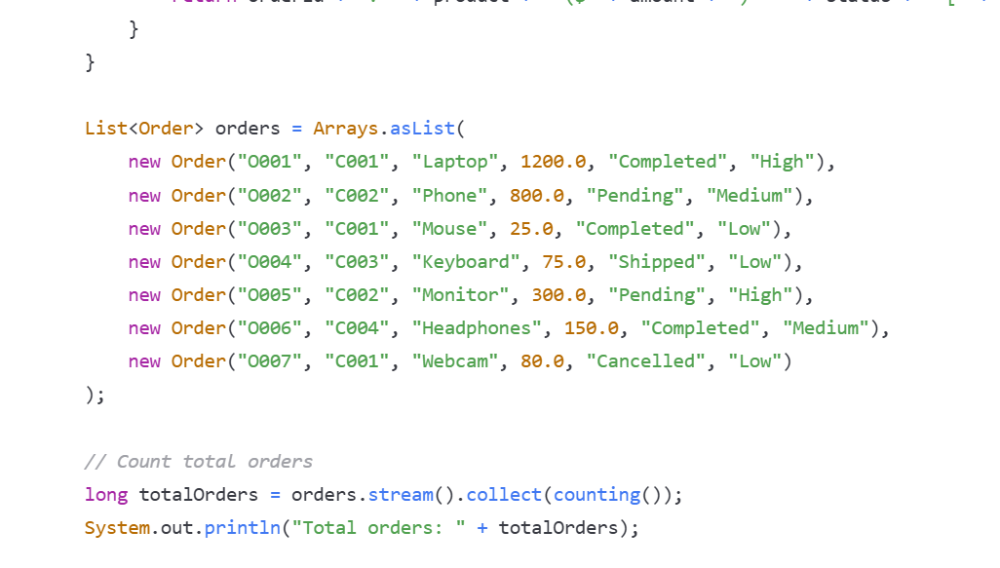 }
}
List<Order> orders = Arrays.asList(
new Order("O001", "C001", "Laptop", 1200.0, "Completed", "High"),
new Order("O002", "C002", "Phone", 800.0, "Pending", "Medium"),
new Order("O003", "C001", "Mouse", 25.0, "Completed", "Low"),
new Order("O004", "C003", "Keyboard", 75.0, "Shipped", "Low"),
new Order("O005", "C002", "Monitor", 300.0, "Pending", "High"),
new Order("O006", "C004", "Headphones", 150.0, "Completed", "Medium"),
new Order("O007", "C001", "Webcam", 80.0, "Cancelled", "Low")
);
// Count total orders
long totalOrders = orders.stream().collect(counting());
System.out.println("Total orders: " + totalOrders);